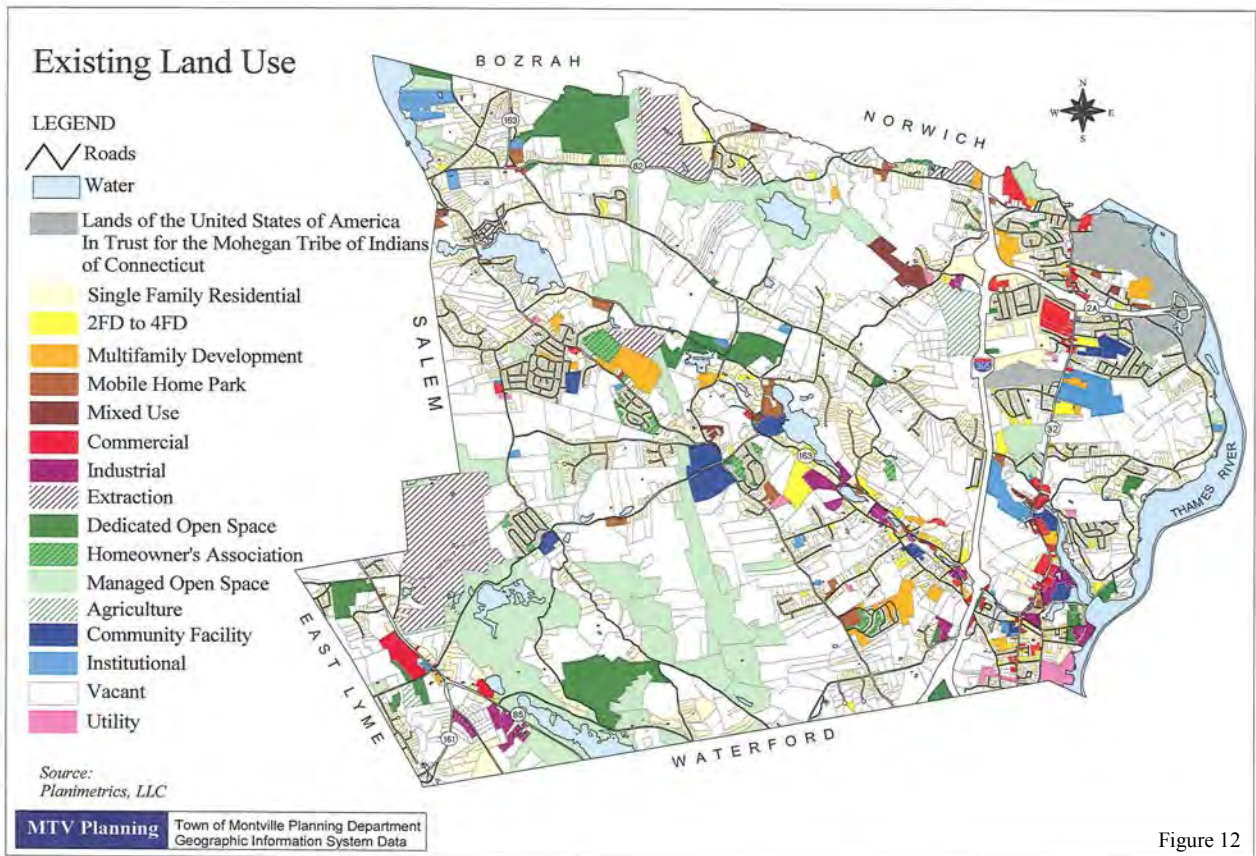 Existing Land Use
LEGEND
Roads
Water
Lands of the United States of America
In Trust for the Mohegan Tribe of Indians
of Connecticut
Single Family Residential
2FD to 4FD
Multifamily Development
Mobile Home Park
Mixed Use
Commercial
Industrial
Extraction
Dedicated Open Space
Homeowner's Association
Managed Open Space
Agriculture
Community Facility
Institutional
Vacant
Utility
Source:
Planimetrics, LLC
MTV Planning
Town of Montville Planning Department
Geographic Information System Data
BOZRAH
NORWICH
N
W
E
S
SALEM
EAST LYME
WATERFORD
THAMES RIVER
163
82
2A
395
32
163
85
161
Figure 12